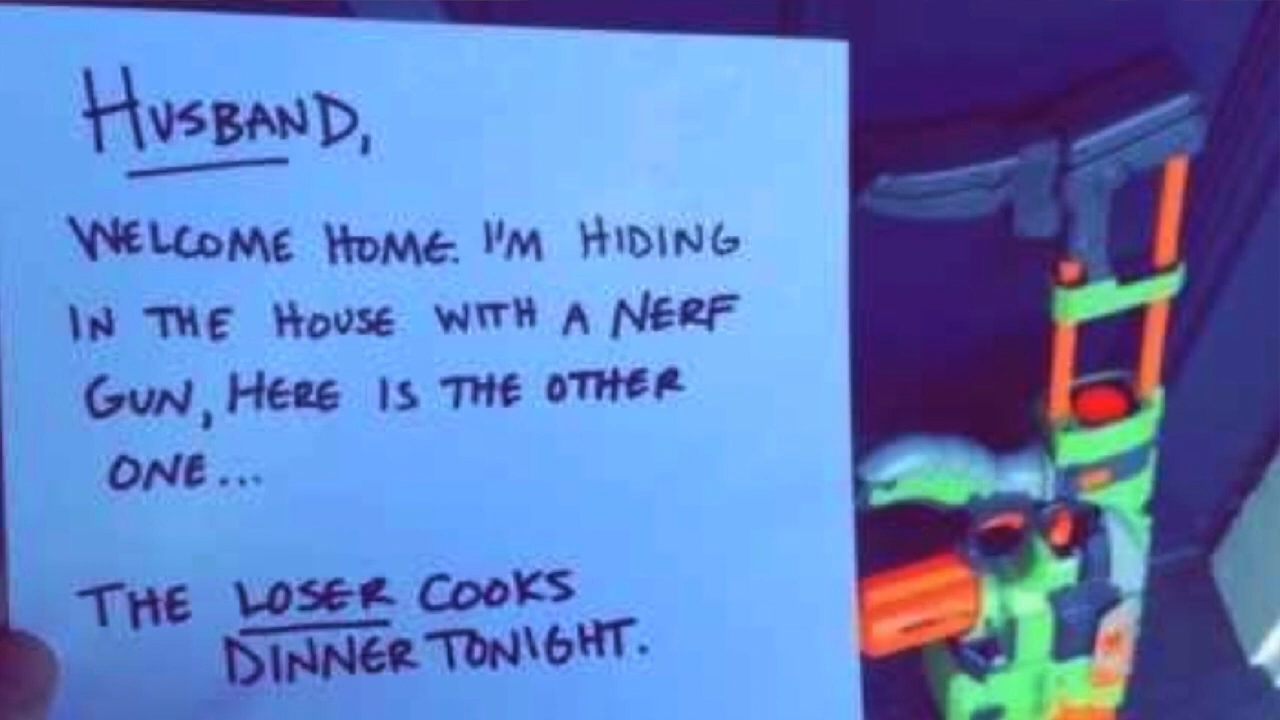 HUSBAND,
WELCOME HOME. I'M HIDING
IN THE HOUSE WITH A NERF
GUN, HERE IS THE OTHER
ONE...
THE LOSER COOKS
DINNER TONIGHT.